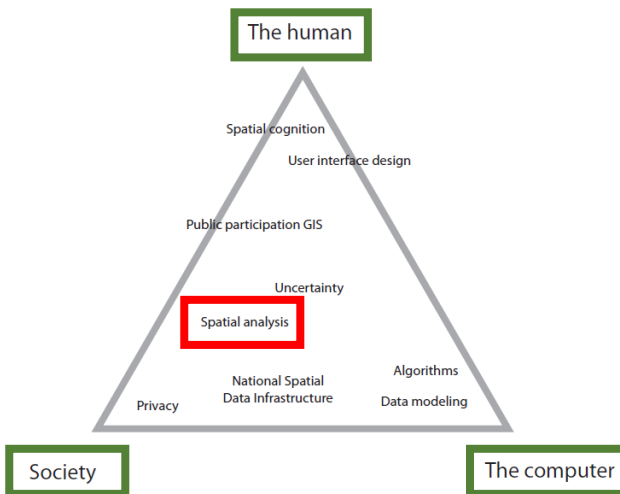 The human
Spatial cognition
User interface design
Public participation GIS
Uncertainty
Spatial analysis
Algorithms
National Spatial
Data Infrastructure
Data modeling
Privacy
Society
The computer